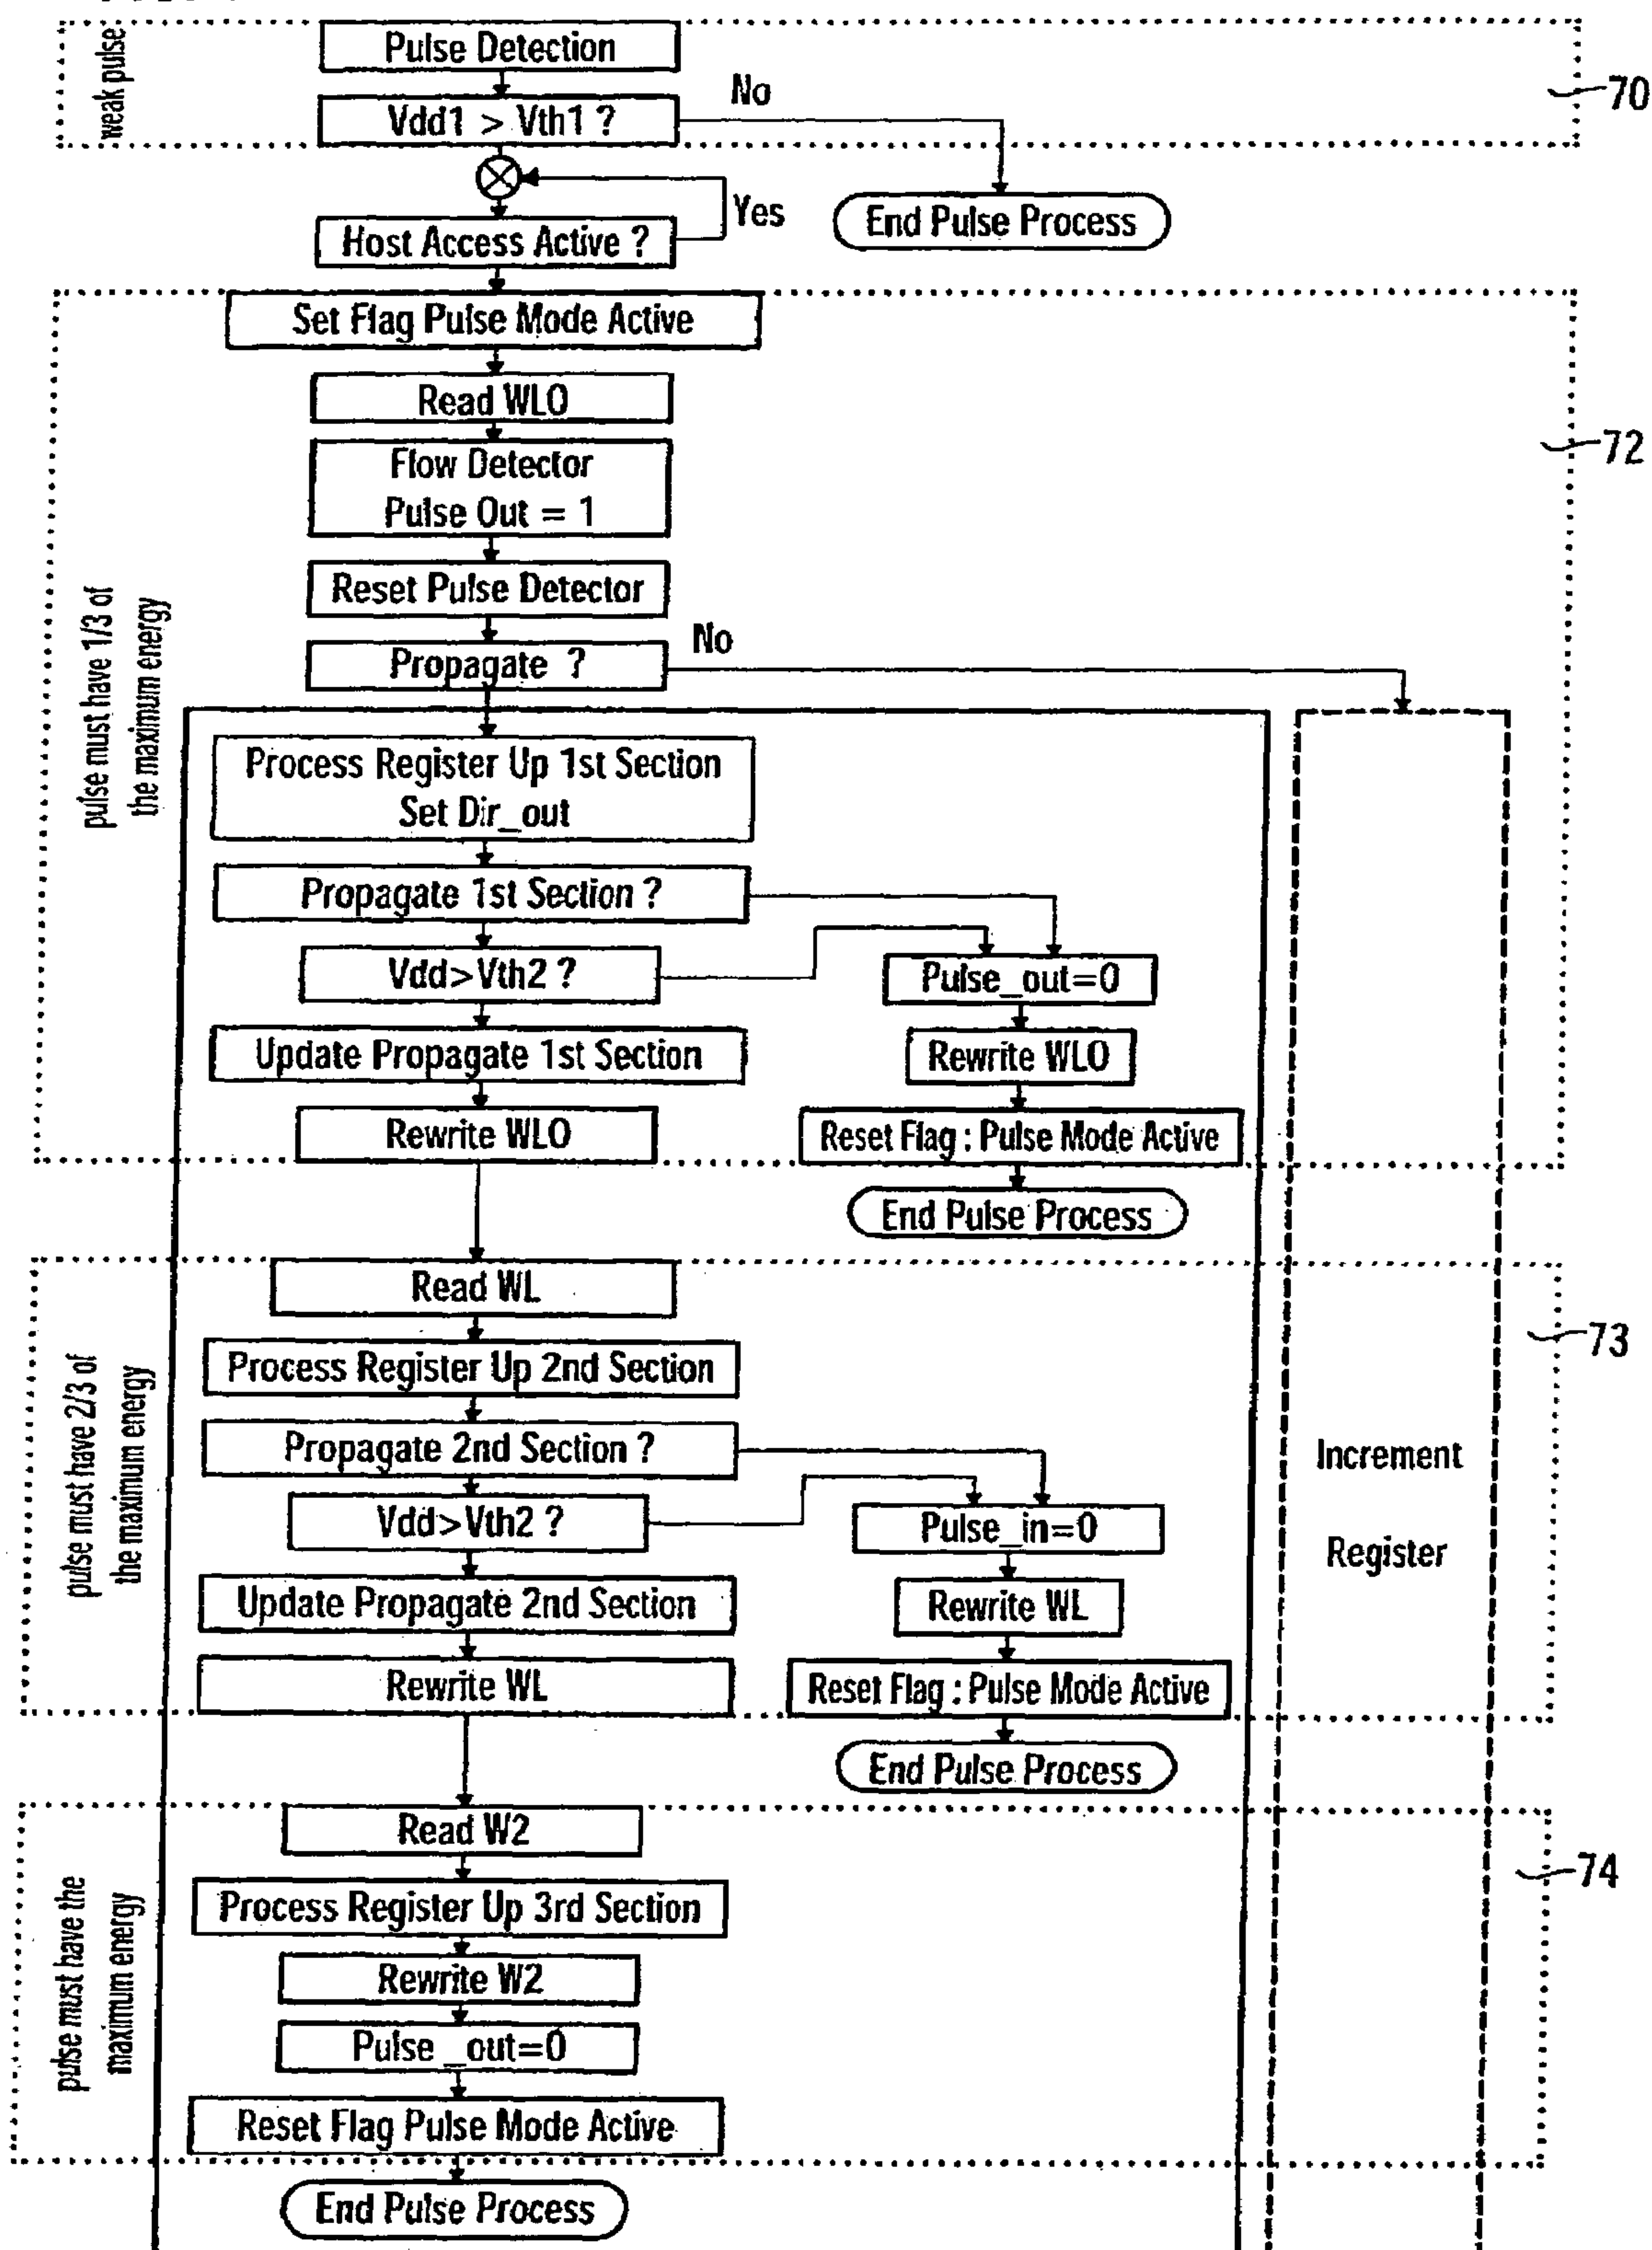 weak pulse
Pulse Detection
Vdd1 > Vth1 ?
No
70
End Pulse Process
Yes
Host Access Active ?
pulse must have 1/3 of
the maximum energy
Set Flag Pulse Mode Active
Read WLO
72
Flow Detector
Pulse Out = 1
Reset Pulse Detector
Propagate ?
No
Process Register Up 1st Section
Set Dir_out
Propagate 1st Section ?
Vdd>Vth2 ?
Pulse_out=0
Update Propagate 1st Section
Rewrite WLO
Rewrite WLO
Reset Flag : Pulse Mode Active
End Pulse Process
pulse must have 2/3 of
the maximum energy
Read WL
73
Process Register Up 2nd Section
Propagate 2nd Section ?
Increment
Register
Vdd>Vth2 ?
Pulse_in=0
Update Propagate 2nd Section
Rewrite WL
Rewrite WL
Reset Flag : Pulse Mode Active
End Pulse Process
pulse must have the
maximum energy
Read W2
74
Process Register Up 3rd Section
Rewrite W2
Pulse_out=0
Reset Flag Pulse Mode Active
End Pulse Process